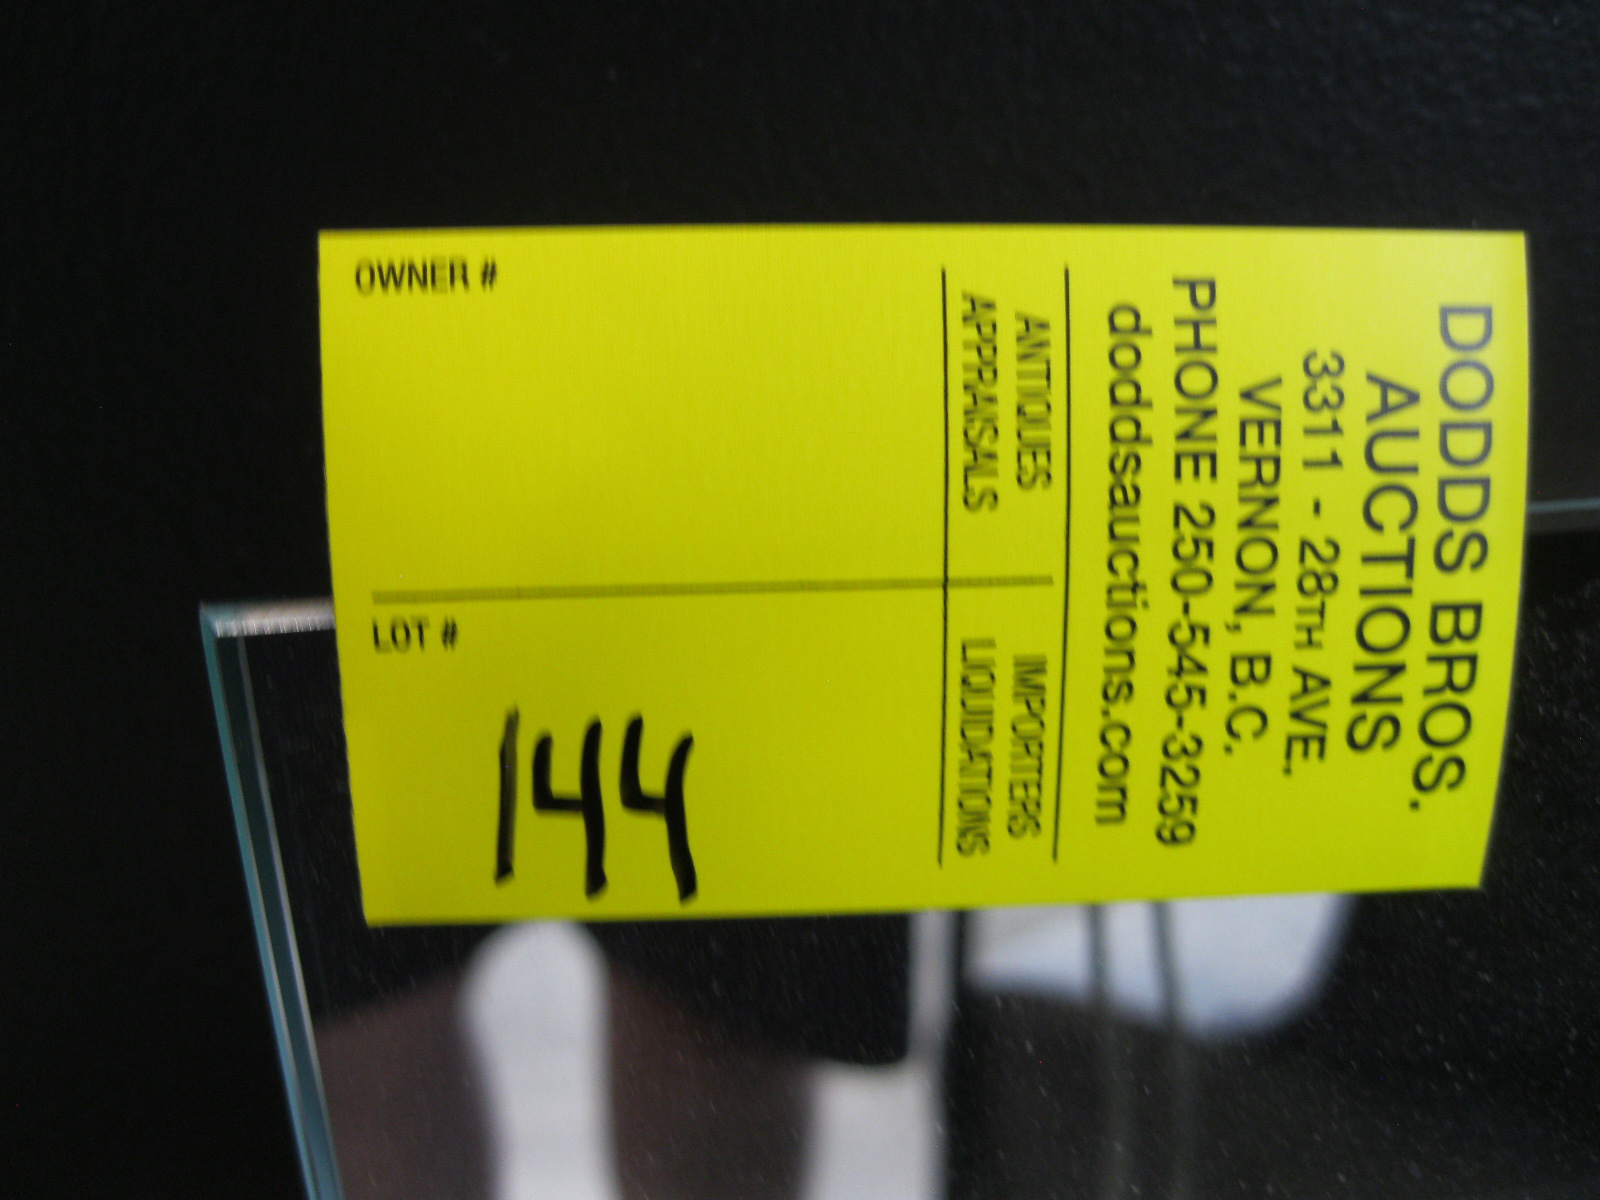 DODDS BROS.
AUCTIONS
3311 - 28TH AVE.
VERNON, B.C.
PHONE 250-545-3259
doddsauctions.com
ANTIQUES IMPORTERS
APPRAISALS LIQUIDATIONS
OWNER #
LOT #
144